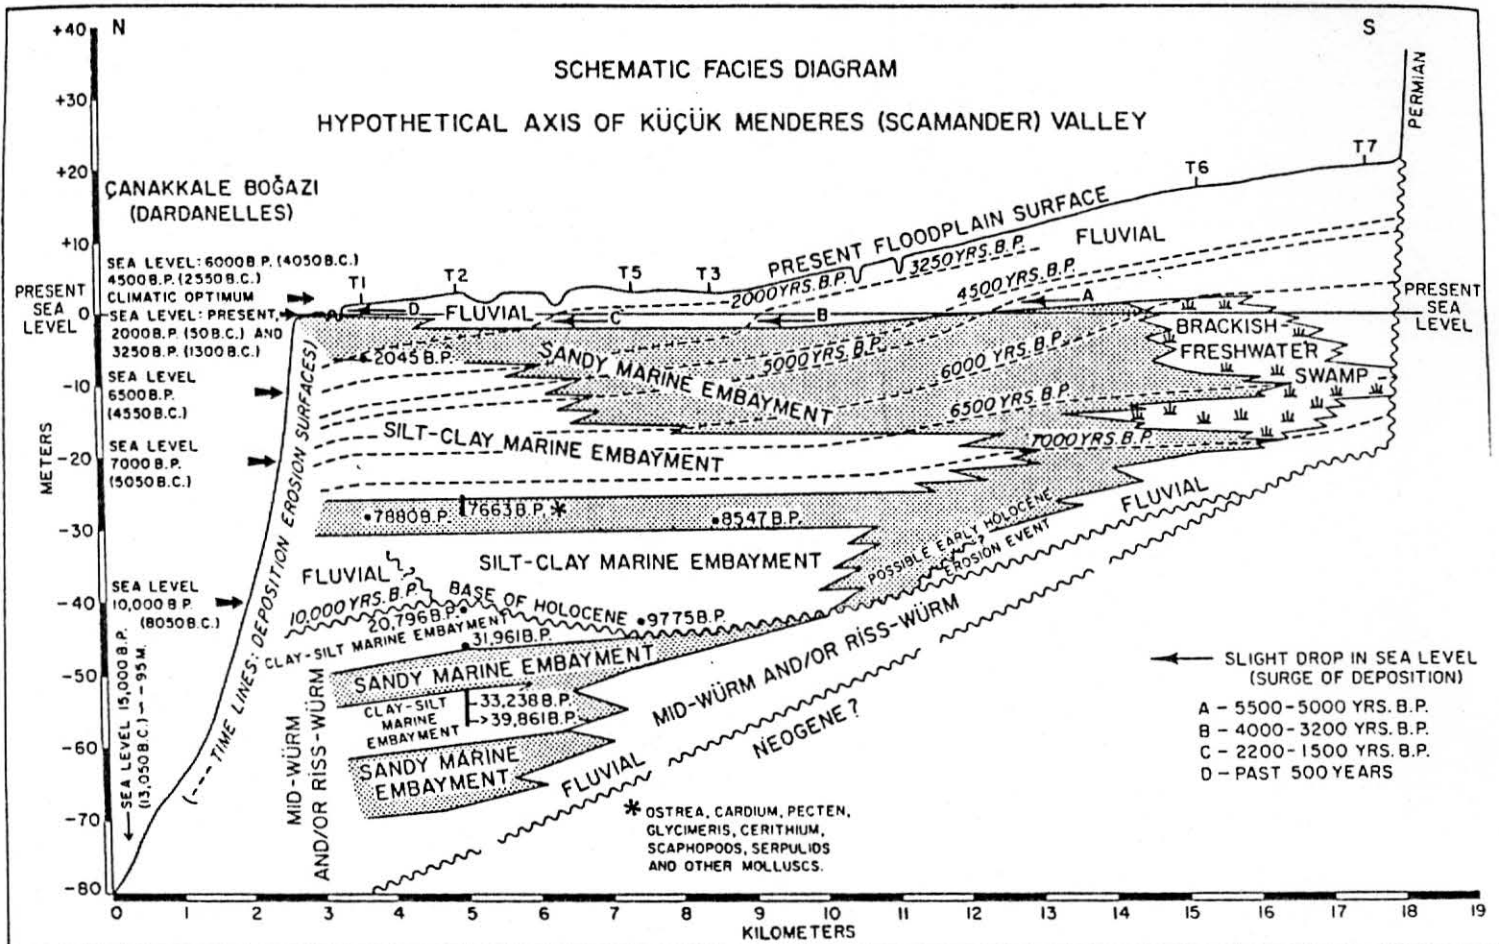 N
S
SCHEMATIC FACIES DIAGRAM
HYPOTHETICAL AXIS OF KÜÇÜK MENDERES (SCAMANDER) VALLEY
PERMIAN
+40
+30
+20
+10
0
-10
-20
-30
-40
-50
-60
-70
-80
METERS
PRESENT
SEA
LEVEL
ÇANAKKALE BOĞAZI
(DARDANELLES)
SEA LEVEL: 6000 B.P. (4050 B.C.)
4500 B.P. (2550 B.C.)
CLIMATIC OPTIMUM
SEA LEVEL: PRESENT,
2000 B.P. (50 B.C.) AND
3250 B.P. (1300 B.C.)
SEA LEVEL
6500 B.P.
(4550 B.C.)
SEA LEVEL
7000 B.P.
(5050 B.C.)
SEA LEVEL
10,000 B P.
(8050 B.C.)
SEA LEVEL 15,000 B.P.
(13,050 B.C.) — - 95 M.
TIME LINES: DEPOSITION EROSION SURFACES)
T1
T2
T5
T3
T6
T7
PRESENT FLOODPLAIN SURFACE
FLUVIAL
2000 YRS. B.P.
3250 YRS. B.P.
4500 YRS. B.P.
5000 YRS. B.P.
6000 YRS. B.P.
6500 YRS. B.P.
7000 YRS. B.P.
D
FLUVIAL
C
B
A
PRESENT
SEA
LEVEL
2045 B.P.
SANDY MARINE EMBAYMENT
BRACKISH-
FRESHWATER
SWAMP
SILT-CLAY MARINE EMBAYMENT
7880 B.P.
7663 B.P. *
8547 B.P.
SILT-CLAY MARINE EMBAYMENT
POSSIBLE EARLY HOLOCENE
EROSION EVENT
FLUVIAL
FLUVIAL
10,000 YRS. B.P.
BASE OF HOLOCENE
9775 B.P.
20,796 B.P.
CLAY-SILT MARINE EMBAYMENT
31,961 B.P.
SANDY MARINE EMBAYMENT
CLAY-SILT
MARINE
EMBAYMENT
33,238 B.P.
>39,861 B.P.
SANDY MARINE
EMBAYMENT
MID-WÜRM
AND/OR RISS-WÜRM
FLUVIAL
MID-WÜRM AND/OR RISS-WÜRM
NEOGENE?
* OSTREA, CARDIUM, PECTEN,
GLYCIMERIS, CERITHIUM,
SCAPHOPODS, SERPULIDS
AND OTHER MOLLUSCS.
SLIGHT DROP IN SEA LEVEL
(SURGE OF DEPOSITION)
A - 5500-5000 YRS. B.P.
B - 4000-3200 YRS. B.P.
C - 2200-1500 YRS. B.P.
D - PAST 500 YEARS
0 1 2 3 4 5 6 7 8 9 10 11 12 13 14 15 16 17 18 19
KILOMETERS